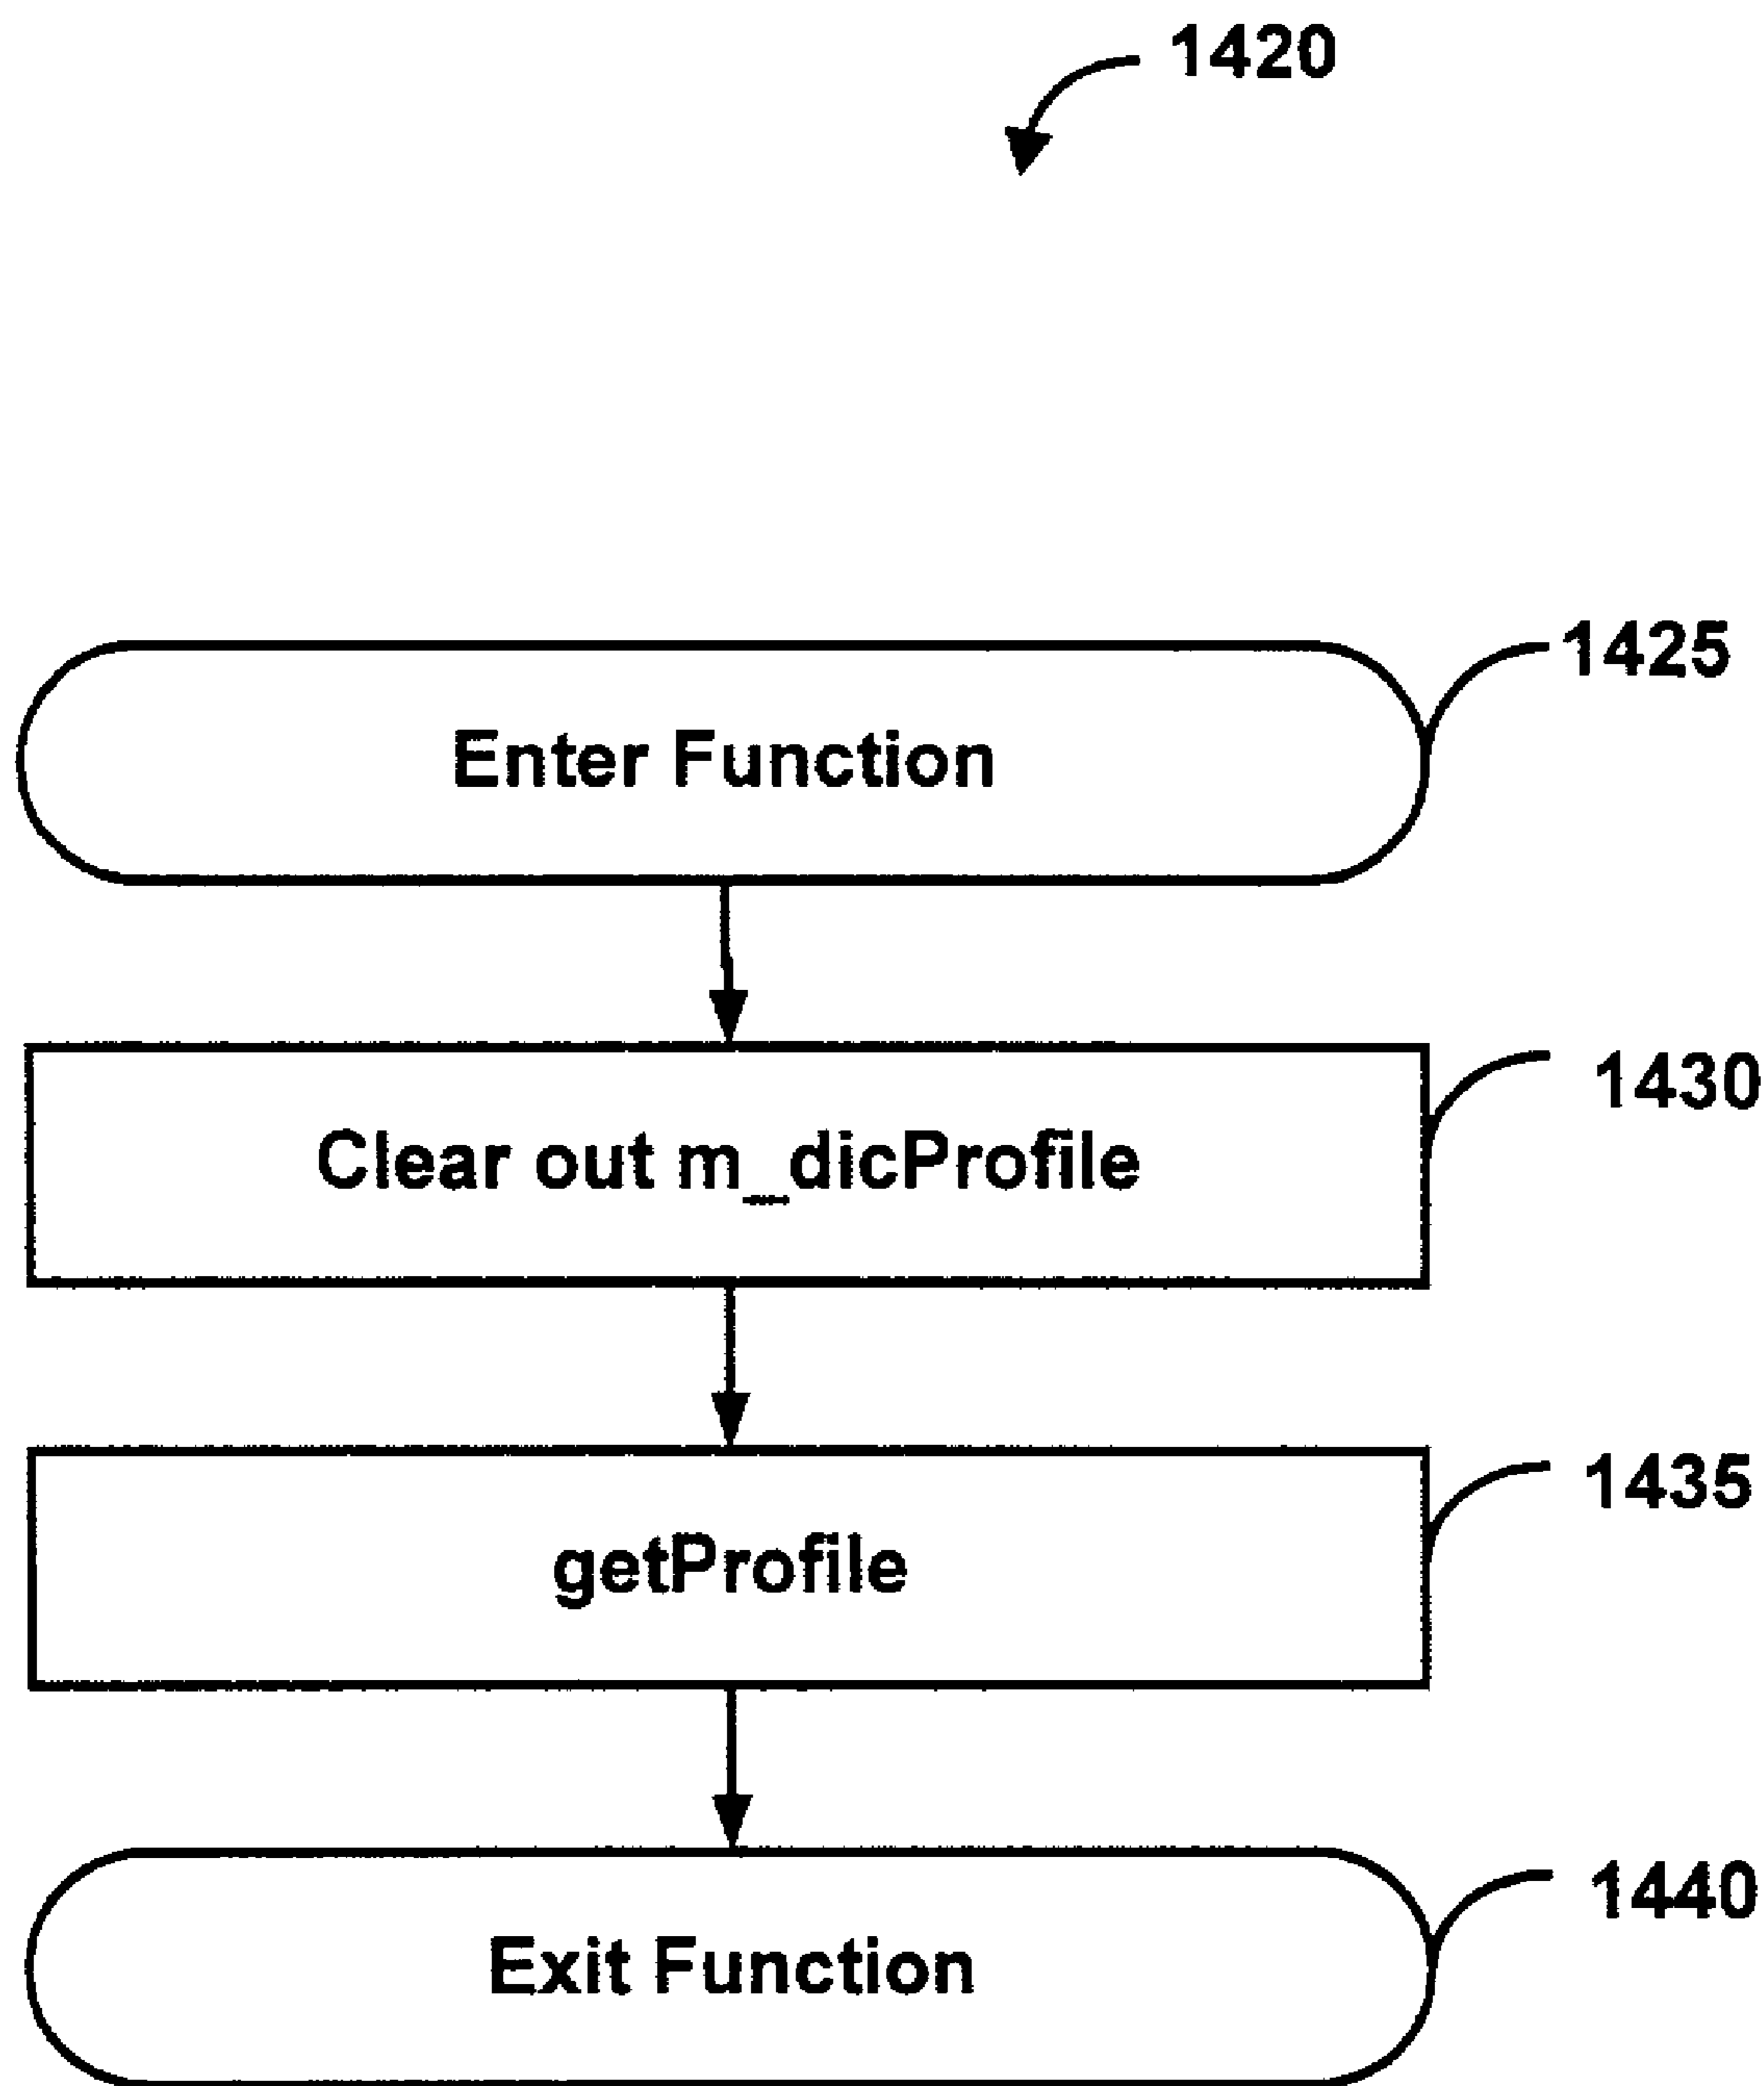 1420
1425
Enter Function
1430
Clear out m_dicProfile
1435
getProfile
1440
Exit Function